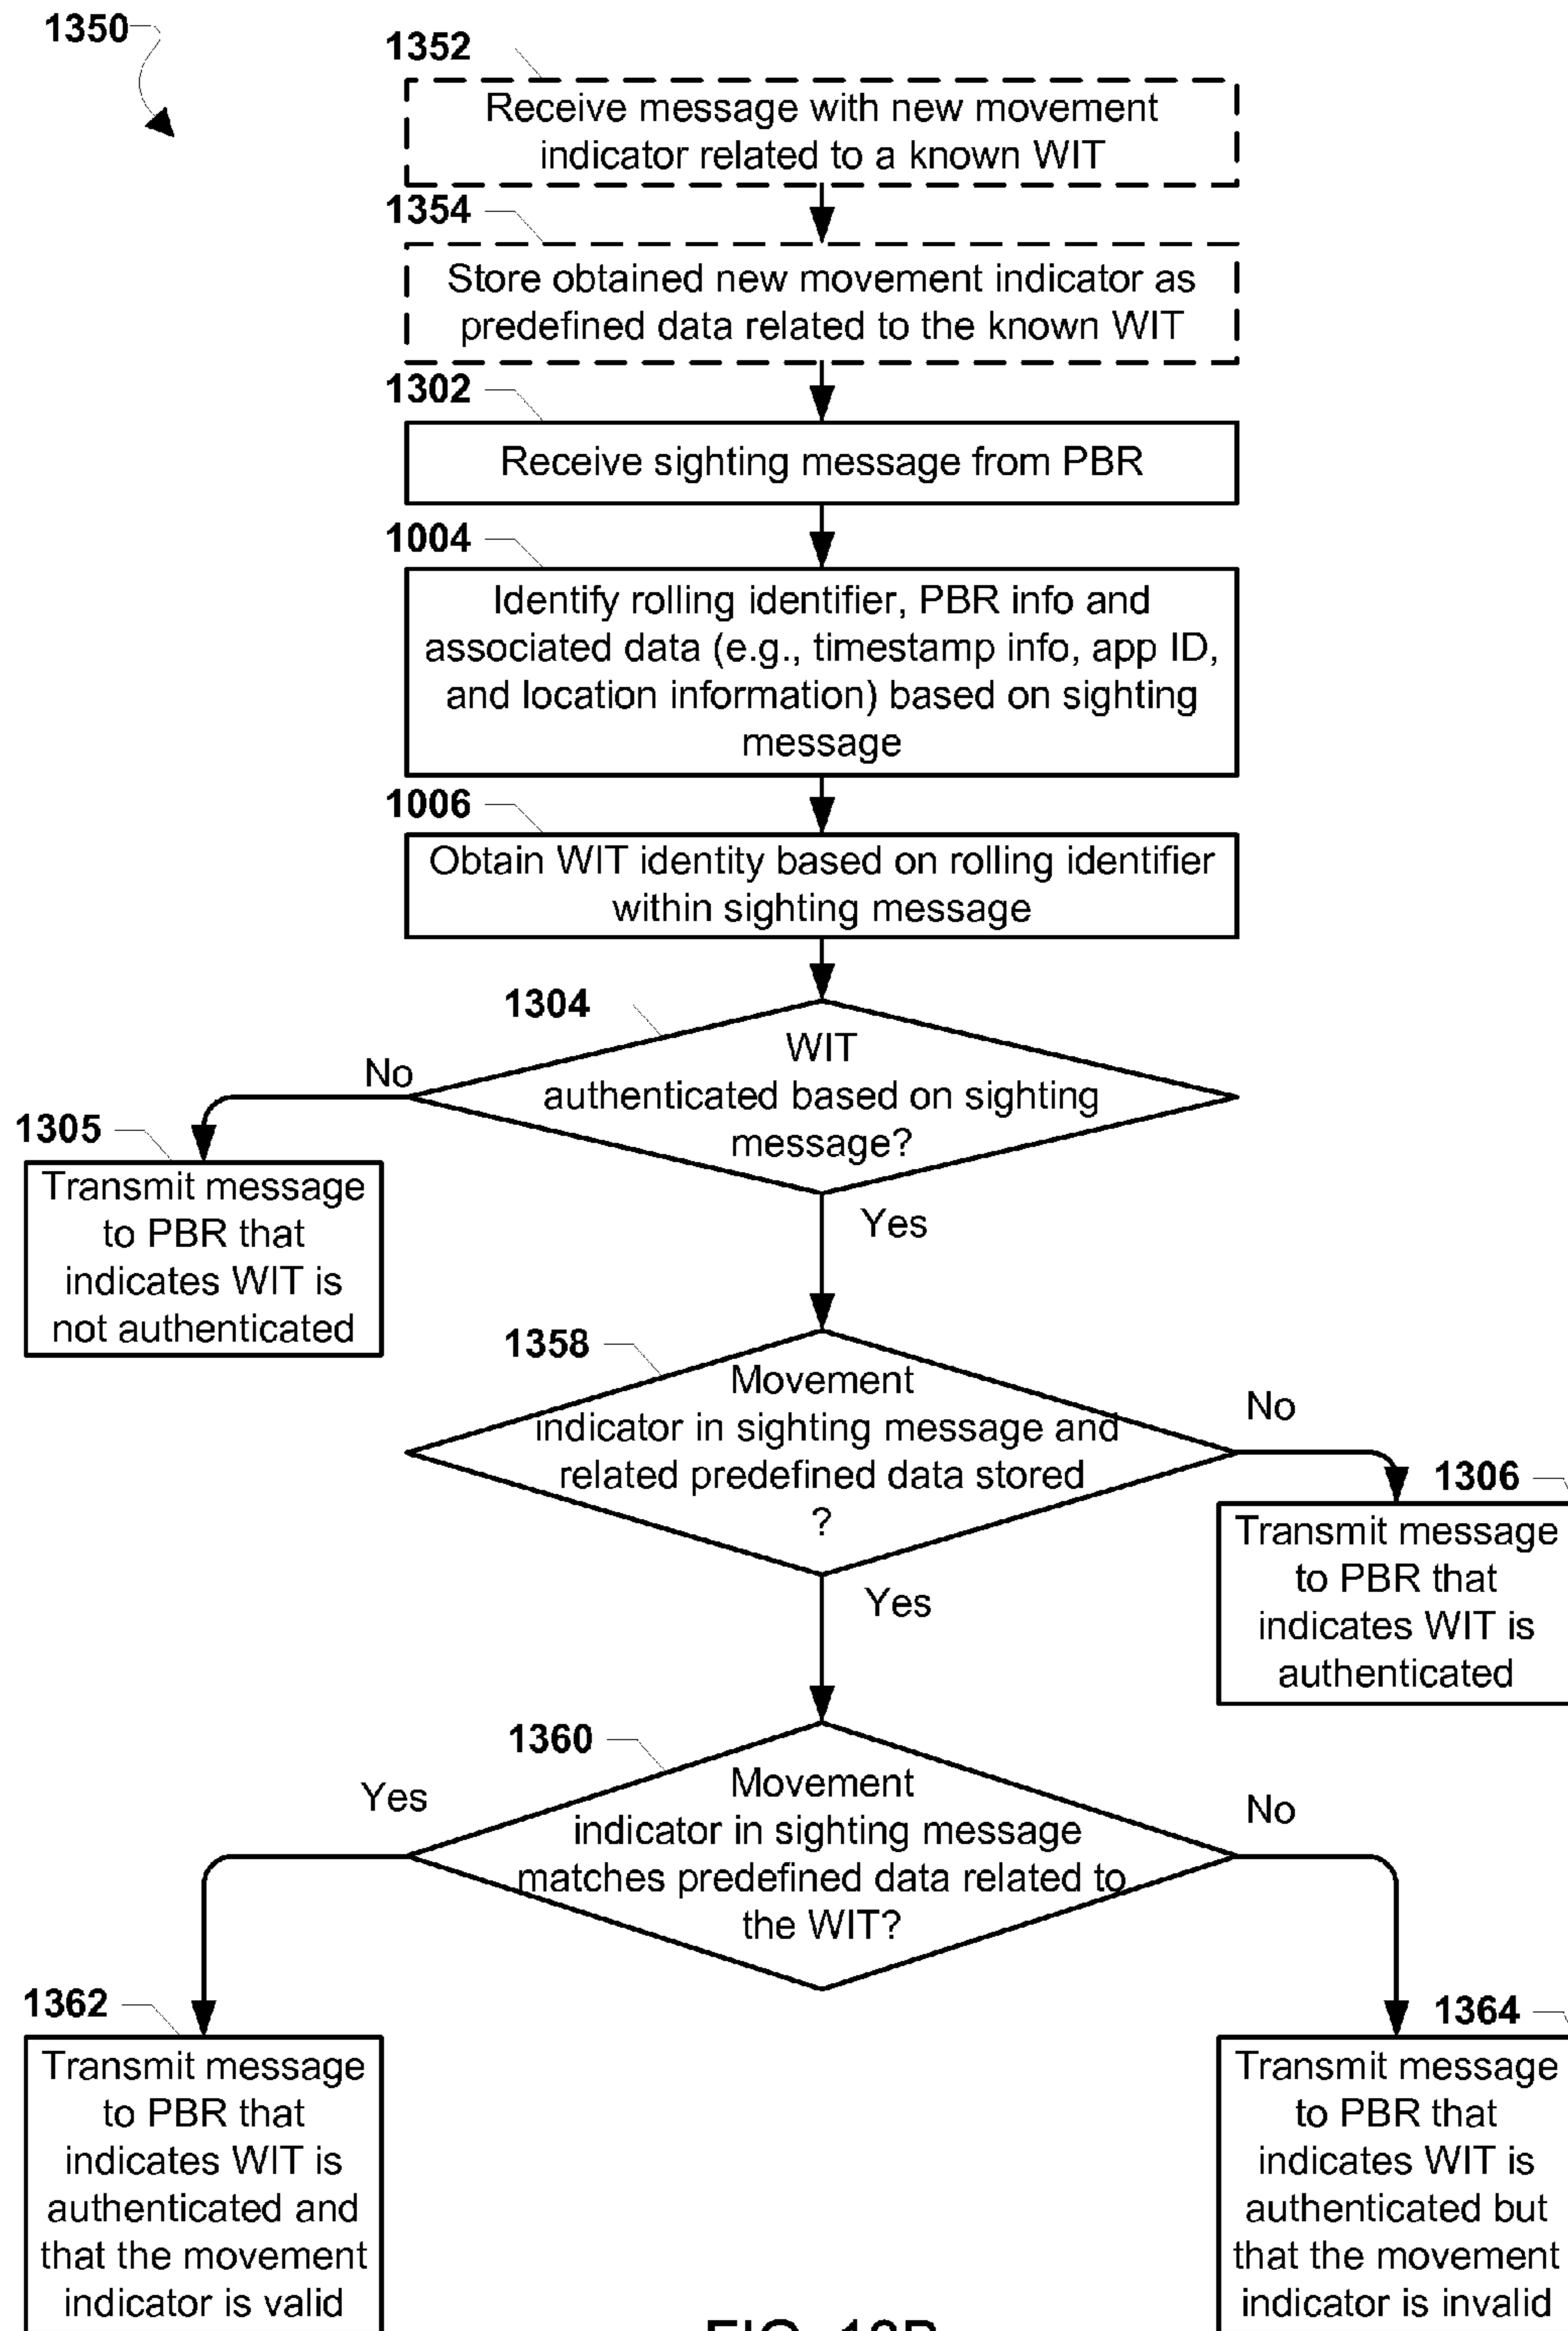 1350
1352
Receive message with new movement
indicator related to a known WIT
1354
Store obtained new movement indicator as
predefined data related to the known WIT
1302
Receive sighting message from PBR
1004
Identify rolling identifier, PBR info and
associated data (e.g., timestamp info, app ID,
and location information) based on sighting
message
1006
Obtain WIT identity based on rolling identifier
within sighting message
1304
WIT
authenticated based on sighting
message?
No
Yes
1305
Transmit message
to PBR that
indicates WIT is
not authenticated
1358
Movement
indicator in sighting message and
related predefined data stored
?
No
Yes
1306
Transmit message
to PBR that
indicates WIT is
authenticated
1360
Movement
indicator in sighting message
matches predefined data related to
the WIT?
Yes
No
1362
Transmit message
to PBR that
indicates WIT is
authenticated and
that the movement
indicator is valid
1364
Transmit message
to PBR that
indicates WIT is
authenticated but
that the movement
indicator is invalid